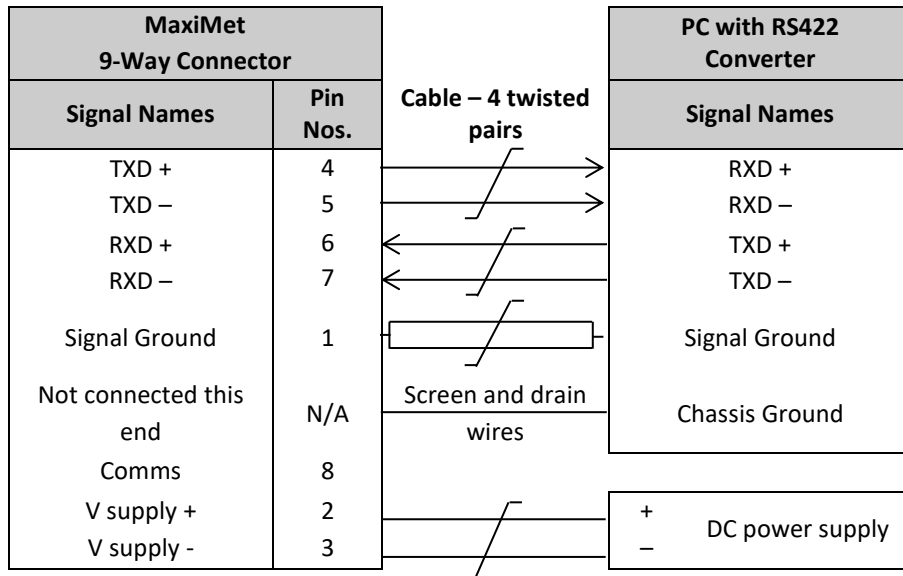 MaxiMet
9-Way Connector
PC with RS422
Converter
Signal Names
Pin
Nos.
Cable – 4 twisted
pairs
Signal Names
TXD + 4 RXD +
TXD – 5 RXD –
RXD + 6 TXD +
RXD – 7 TXD –
Signal Ground 1 Signal Ground
Not connected this
end
N/A
Screen and drain
wires
Chassis Ground
Comms 8
V supply + 2 +
V supply - 3 –
DC power supply